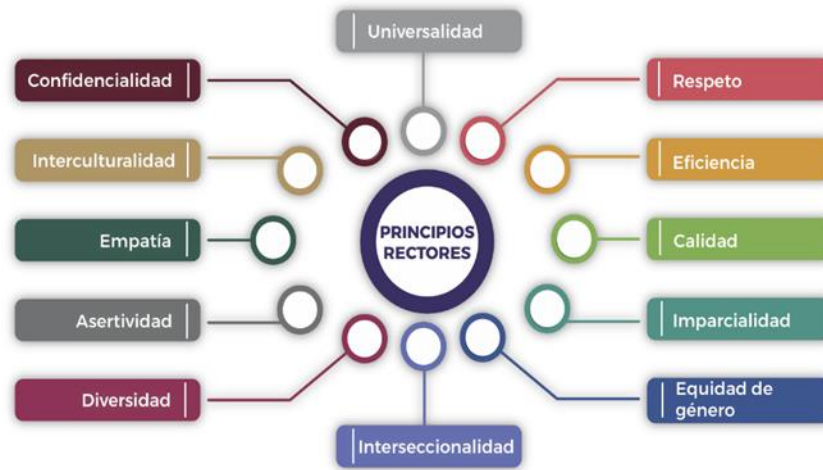 Universalidad
Confidencialidad
Respeto
Interculturalidad
Eficiencia
PRINCIPIOS
RECTORES
Empatía
Calidad
Asertividad
Imparcialidad
Diversidad
Equidad de
género
Interseccionalidad